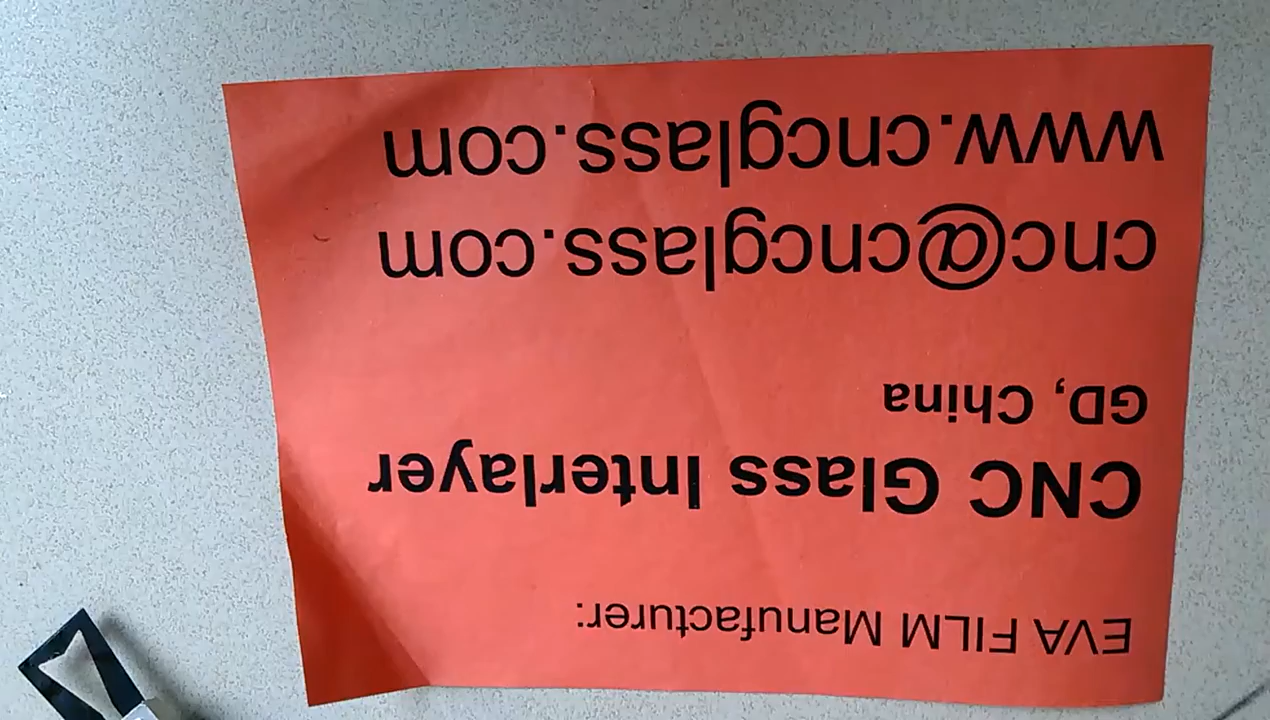 EVA FILM Manufacturer:
CNC Glass Interlayer
GD, China
cnc@cncglass.com
www.cncglass.com